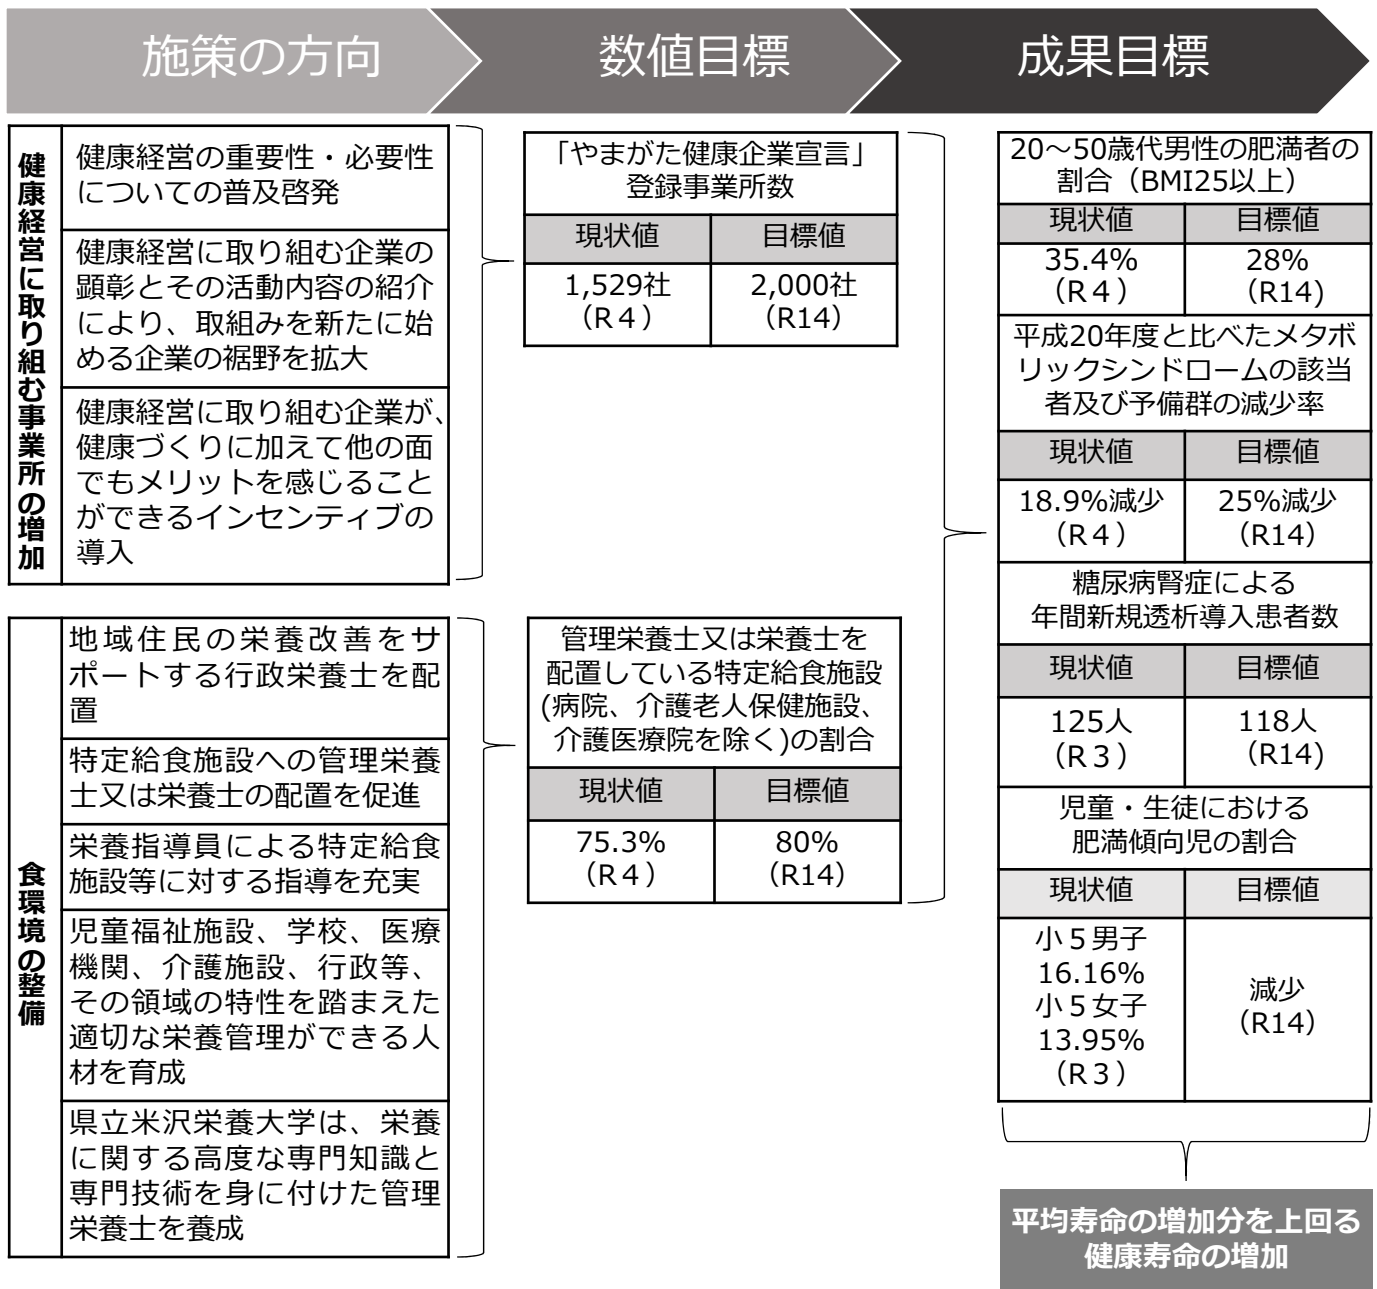 施策の方向
数値目標
成果目標
健康経営に取り組む事業所の増加
健康経営の重要性・必要性
についての普及啓発
健康経営に取り組む企業の
顕彰とその活動内容の紹介
により、取組みを新たに始
める企業の裾野を拡大
健康経営に取り組む企業が、
健康づくりに加えて他の面
でもメリットを感じること
ができるインセンティブの
導入
「やまがた健康企業宣言」
登録事業所数
現状値
目標値
1,529社
（R４）
2,000社
（R14）
食環境の整備
地域住民の栄養改善をサ
ポートする行政栄養士を配
置
特定給食施設への管理栄養
士又は栄養士の配置を促進
栄養指導員による特定給食
施設等に対する指導を充実
児童福祉施設、学校、医療
機関、介護施設、行政等、
その領域の特性を踏まえた
適切な栄養管理ができる人
材を育成
県立米沢栄養大学は、栄養
に関する高度な専門知識と
専門技術を身に付けた管理
栄養士を養成
管理栄養士又は栄養士を
配置している特定給食施設
(病院、介護老人保健施設、
介護医療院を除く)の割合
現状値
目標値
75.3%
（R４）
80%
（R14）
20～50歳代男性の肥満者の
割合（BMI25以上）
現状値
目標値
35.4%
（R４）
28%
（R14)
平成20年度と比べたメタボ
リックシンドロームの該当
者及び予備群の減少率
現状値
目標値
18.9%減少
（R４）
25%減少
（R14）
糖尿病腎症による
年間新規透析導入患者数
現状値
目標値
125人
（R３）
118人
（R14)
児童・生徒における
肥満傾向児の割合
現状値
目標値
小５男子
16.16%
小５女子
13.95%
（R３）
減少
（R14）
平均寿命の増加分を上回る
健康寿命の増加